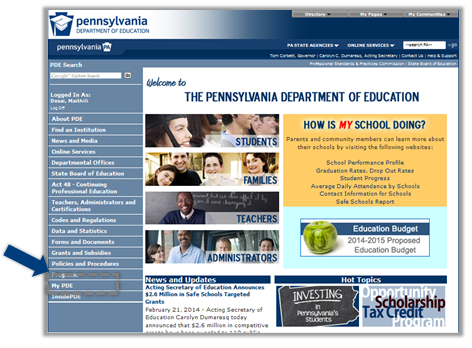 Directory
My Pages
My Communities
pennsylvania
DEPARTMENT OF EDUCATION
pennsylvania PA
PA STATE AGENCIES
ONLINE SERVICES
--Search PA--
go
Tom Corbett, Governor | Carolyn C. Dumaresq, Acting Secretary | Contact Us | Help & Support
Professional Standards & Practices Commission | State Board of Education
PDE Search
Google Custom Search
Go
Logged In As:
Desai, Maithili
Log Off
About PDE
Find an Institution
News and Media
Online Services
Departmental Offices
State Board of Education
Act 48 - Continuing
Professional Education
Teachers, Administrators and
Certifications
Codes and Regulations
Data and Statistics
Forms and Documents
Grants and Subsidies
Policies and Procedures
Programs
My PDE
InsidePDE
Welcome to
THE PENNSYLVANIA DEPARTMENT OF EDUCATION
STUDENTS
FAMILIES
TEACHERS
ADMINISTRATORS
HOW IS MY SCHOOL DOING?
Parents and community members can learn more about
their schools by visiting the following websites:
School Performance Profile
Graduation Rates, Drop Out Rates
Student Progress
Average Daily Attendance by Schools
Contact Information for Schools
Safe Schools Report
Education Budget
2014-2015 Proposed
Education Budget
News and Updates
Acting Secretary of Education Announces
$2.6 Million in Safe Schools Targeted
Grants
February 21, 2014 - Acting Secretary
of Education Carolyn Dumaresq today
announced that $2.6 million in competitive
Hot Topics
INVESTING
in
Pennsylvania's
Students
Opportunity
Scholarship
Tax Credit
Program